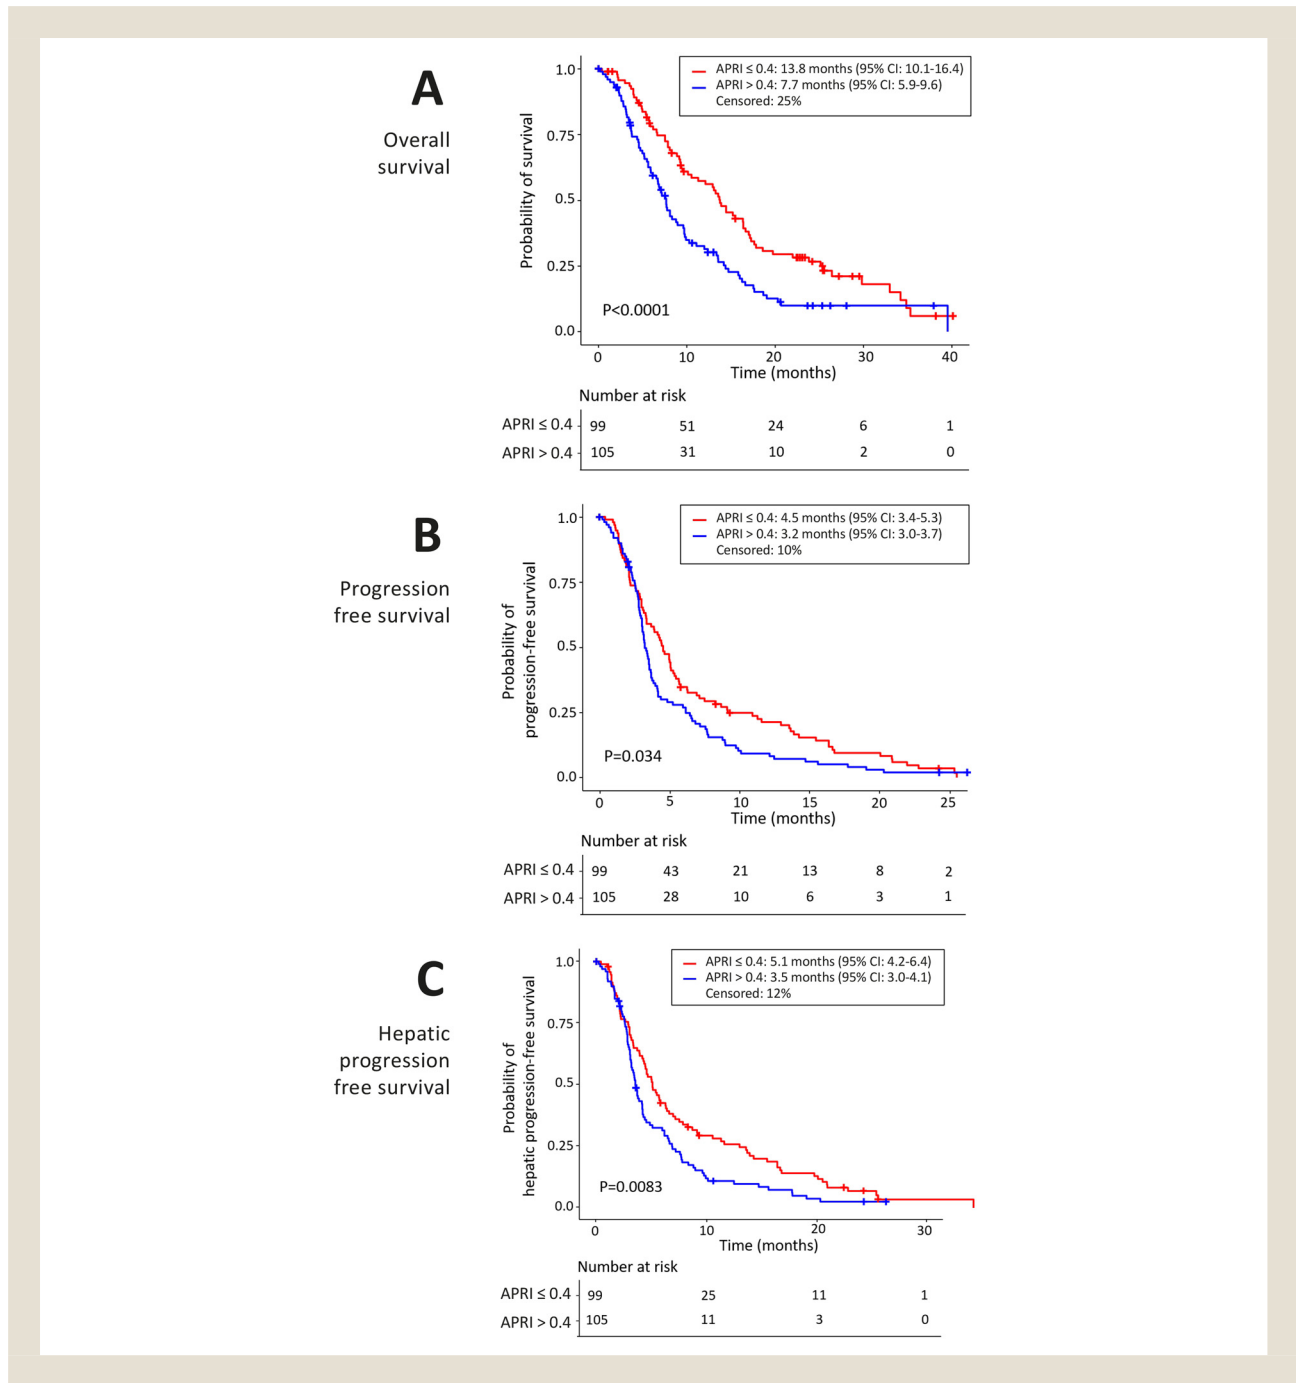 A
Overall
survival
APRI ≤ 0.4: 13.8 months (95% CI: 10.1-16.4)
APRI > 0.4: 7.7 months (95% CI: 5.9-9.6)
Censored: 25%
Probability of survival
1.0
0.75
0.5
0.25
0.0
P<0.0001
0 10 20 30 40
Time (months)
Number at risk
APRI ≤ 0.4 99 51 24 6 1
APRI > 0.4 105 31 10 2 0
B
Progression
free survival
APRI ≤ 0.4: 4.5 months (95% CI: 3.4-5.3)
APRI > 0.4: 3.2 months (95% CI: 3.0-3.7)
Censored: 10%
Probability of
progression-free survival
1.0
0.75
0.5
0.25
0.0
P=0.034
0 5 10 15 20 25
Time (months)
Number at risk
APRI ≤ 0.4 99 43 21 13 8 2
APRI > 0.4 105 28 10 6 3 1
C
Hepatic
progression
free survival
APRI ≤ 0.4: 5.1 months (95% CI: 4.2-6.4)
APRI > 0.4: 3.5 months (95% CI: 3.0-4.1)
Censored: 12%
Probability of
hepatic progression-free survival
1.0
0.75
0.5
0.25
0.0
P=0.0083
0 10 20 30
Time (months)
Number at risk
APRI ≤ 0.4 99 25 11 1
APRI > 0.4 105 11 3 0